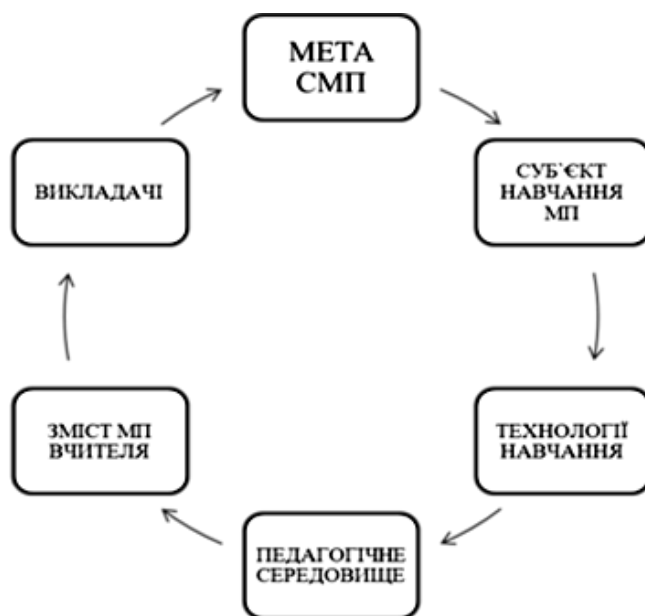 МЕТА
СМП
СУБ`ЄКТ
НАВЧАННЯ
МП
ТЕХНОЛОГІЇ
НАВЧАННЯ
ПЕДАГОГІЧНЕ
СЕРЕДОВИЩЕ
ЗМІСТ МП
ВЧИТЕЛЯ
ВИКЛАДАЧІ